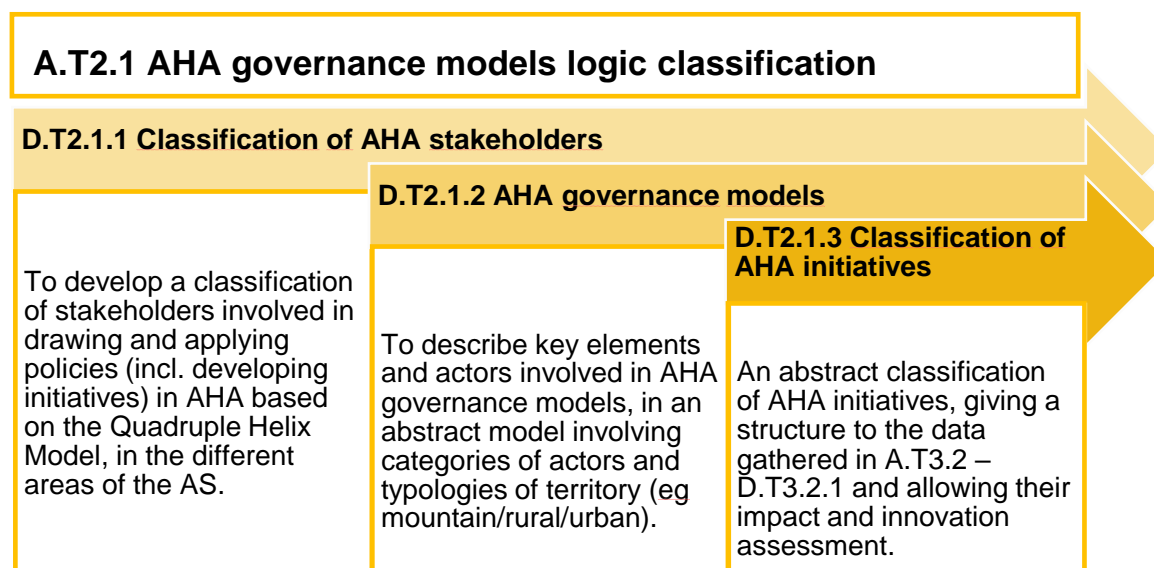 A.T2.1 AHA governance models logic classification
D.T2.1.1 Classification of AHA stakeholders
To develop a classification
of stakeholders involved in
drawing and applying
policies (incl. developing
initiatives) in AHA based
on the Quadruple Helix
Model, in the different
areas of the AS.
D.T2.1.2 AHA governance models
To describe key elements
and actors involved in AHA
governance models, in an
abstract model involving
categories of actors and
typologies of territory (eg
mountain/rural/urban).
D.T2.1.3 Classification of
AHA initiatives
An abstract classification
of AHA initiatives, giving a
structure to the data
gathered in A.T3.2 –
D.T3.2.1 and allowing their
impact and innovation
assessment.